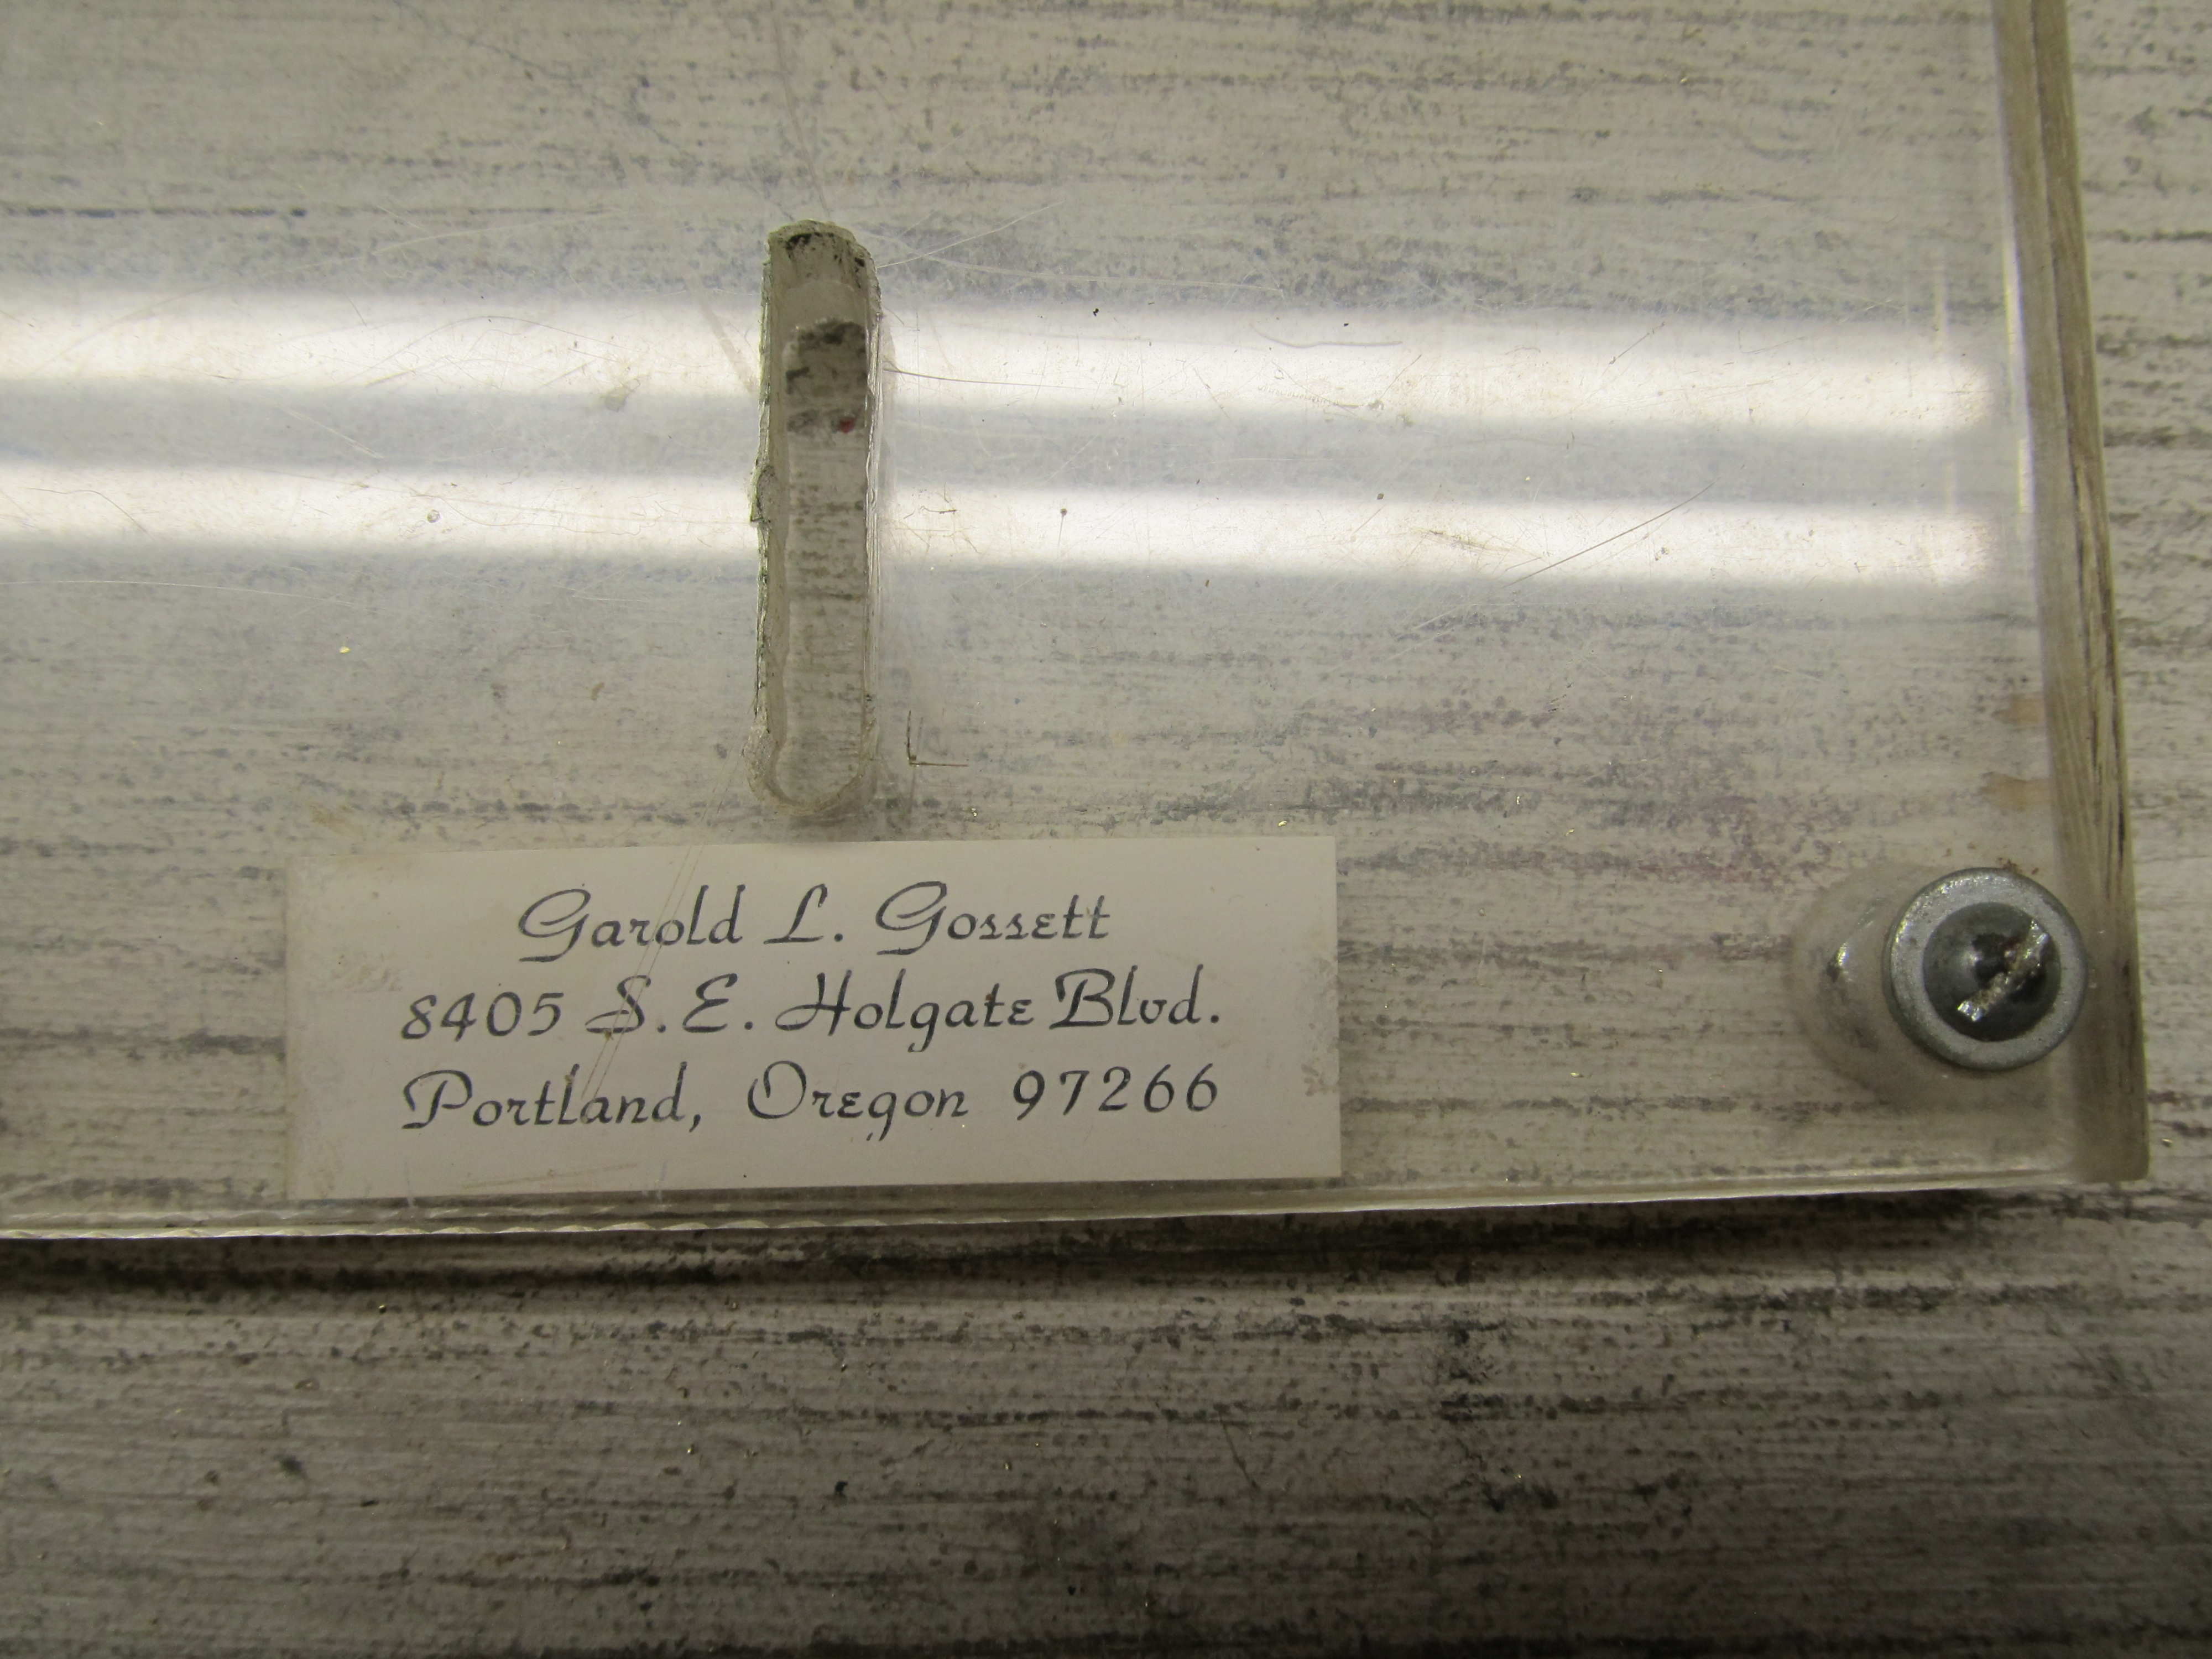 Garold L. Gossett
8405 S.E. Holgate Blvd.
Portland, Oregon 97266